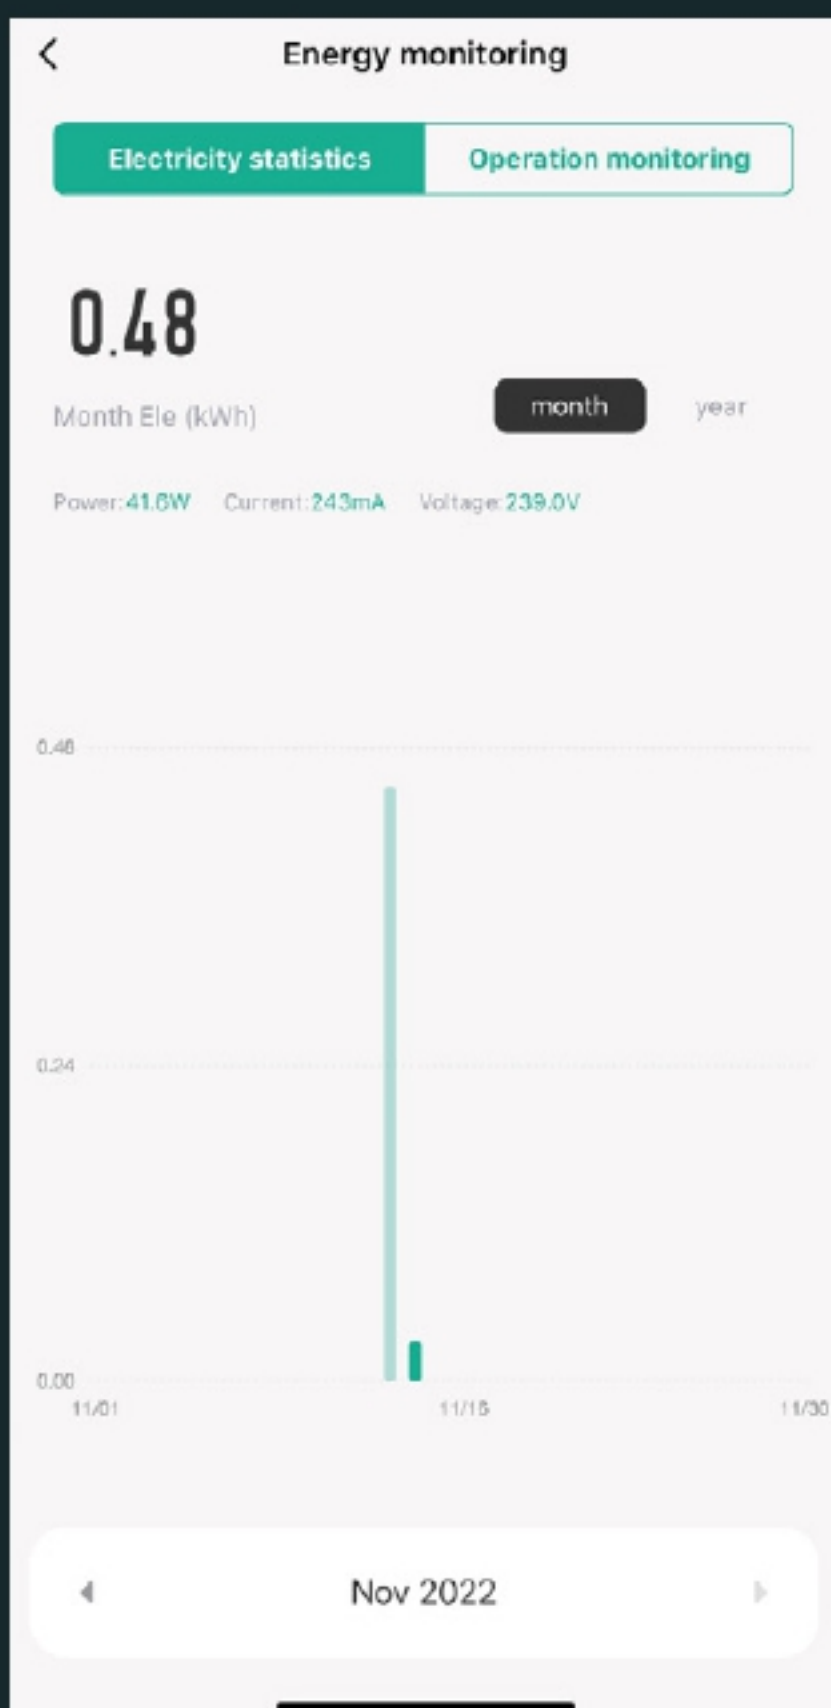 Energy monitoring
Electricity statistics Operation monitoring
0.48
Month Ele (kWh) month year
Power:41.6W Current:243mA Voltage:239.0V
0.48
0.24
0.00
11/01 11/16 11/30
Nov 2022